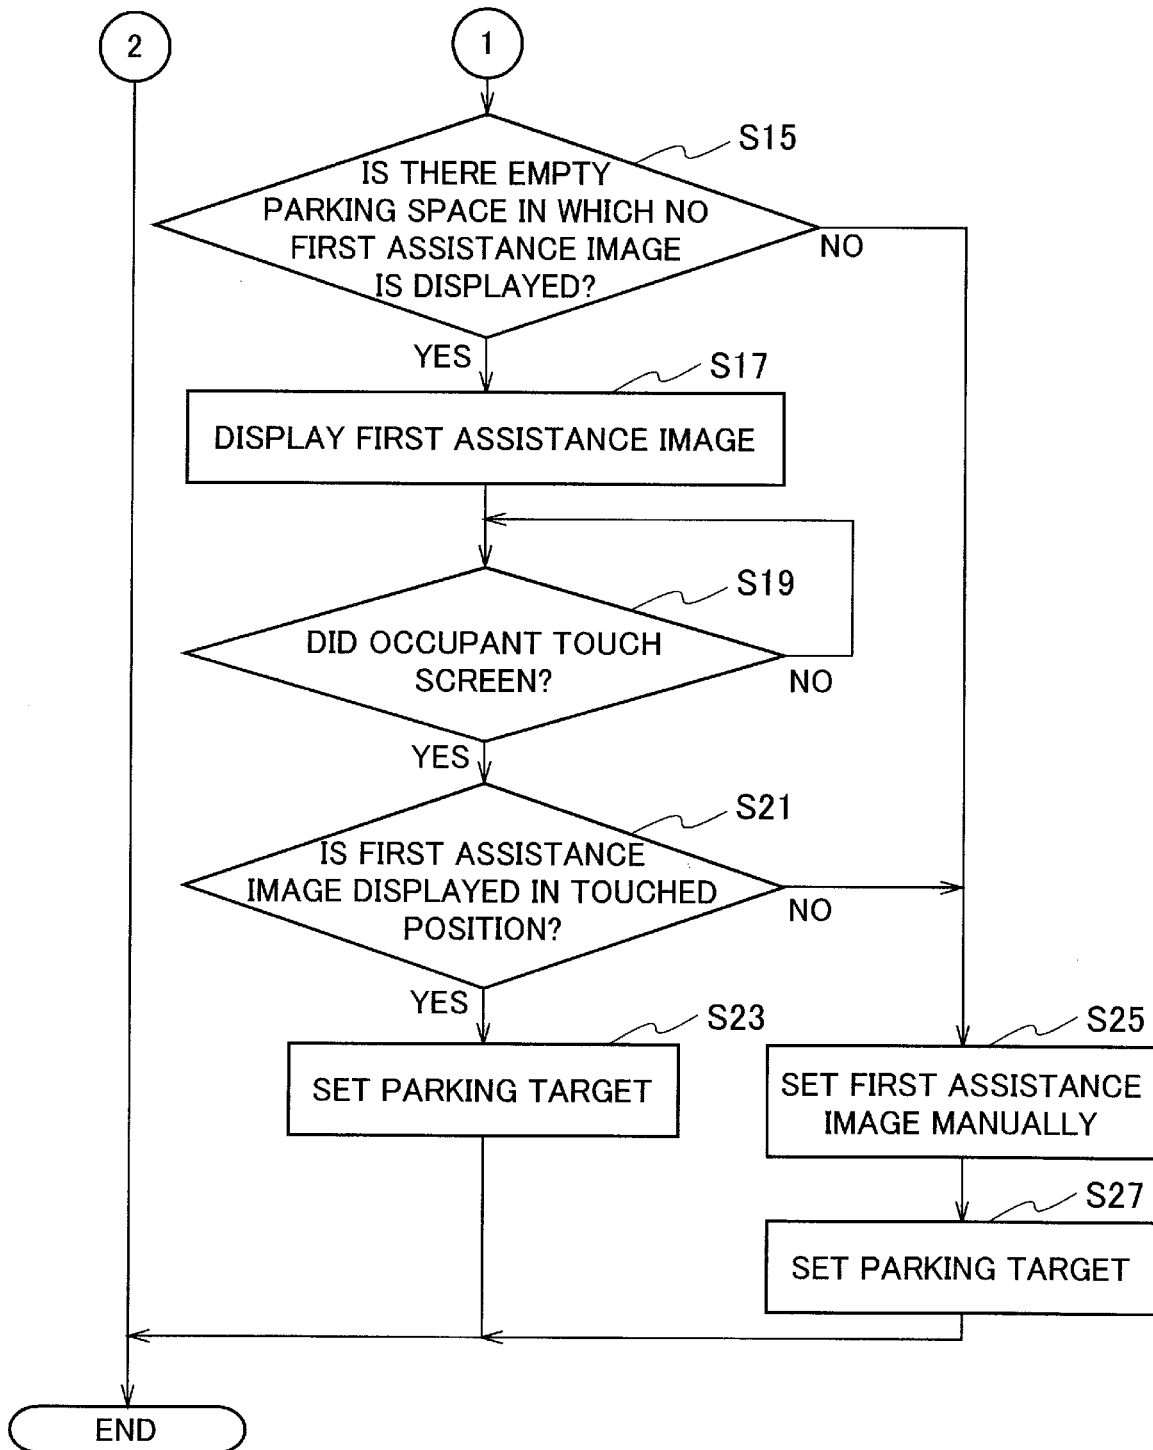 2
1
S15
IS THERE EMPTY
PARKING SPACE IN WHICH NO
FIRST ASSISTANCE IMAGE
IS DISPLAYED?
NO
YES
S17
DISPLAY FIRST ASSISTANCE IMAGE
S19
DID OCCUPANT TOUCH
SCREEN?
NO
YES
S21
IS FIRST ASSISTANCE
IMAGE DISPLAYED IN TOUCHED
POSITION?
NO
YES
S23
SET PARKING TARGET
S25
SET FIRST ASSISTANCE
IMAGE MANUALLY
S27
SET PARKING TARGET
END